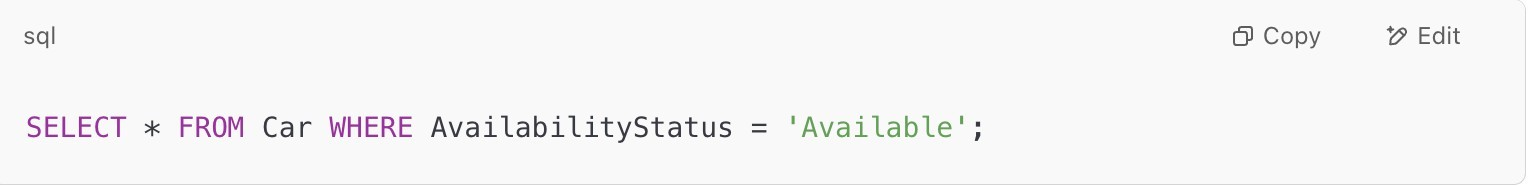 sql Copy Edit
SELECT * FROM Car WHERE AvailabilityStatus = 'Available';